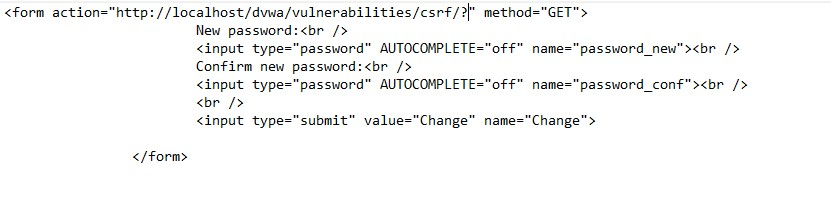 <form action="http://localhost/dvwa/vulnerabilities/csrf/?" method="GET">
New password:<br />
<input type="password" AUTOCOMPLETE="off" name="password_new"><br />
Confirm new password:<br />
<input type="password" AUTOCOMPLETE="off" name="password_conf"><br />
<br />
<input type="submit" value="Change" name="Change">
</form>